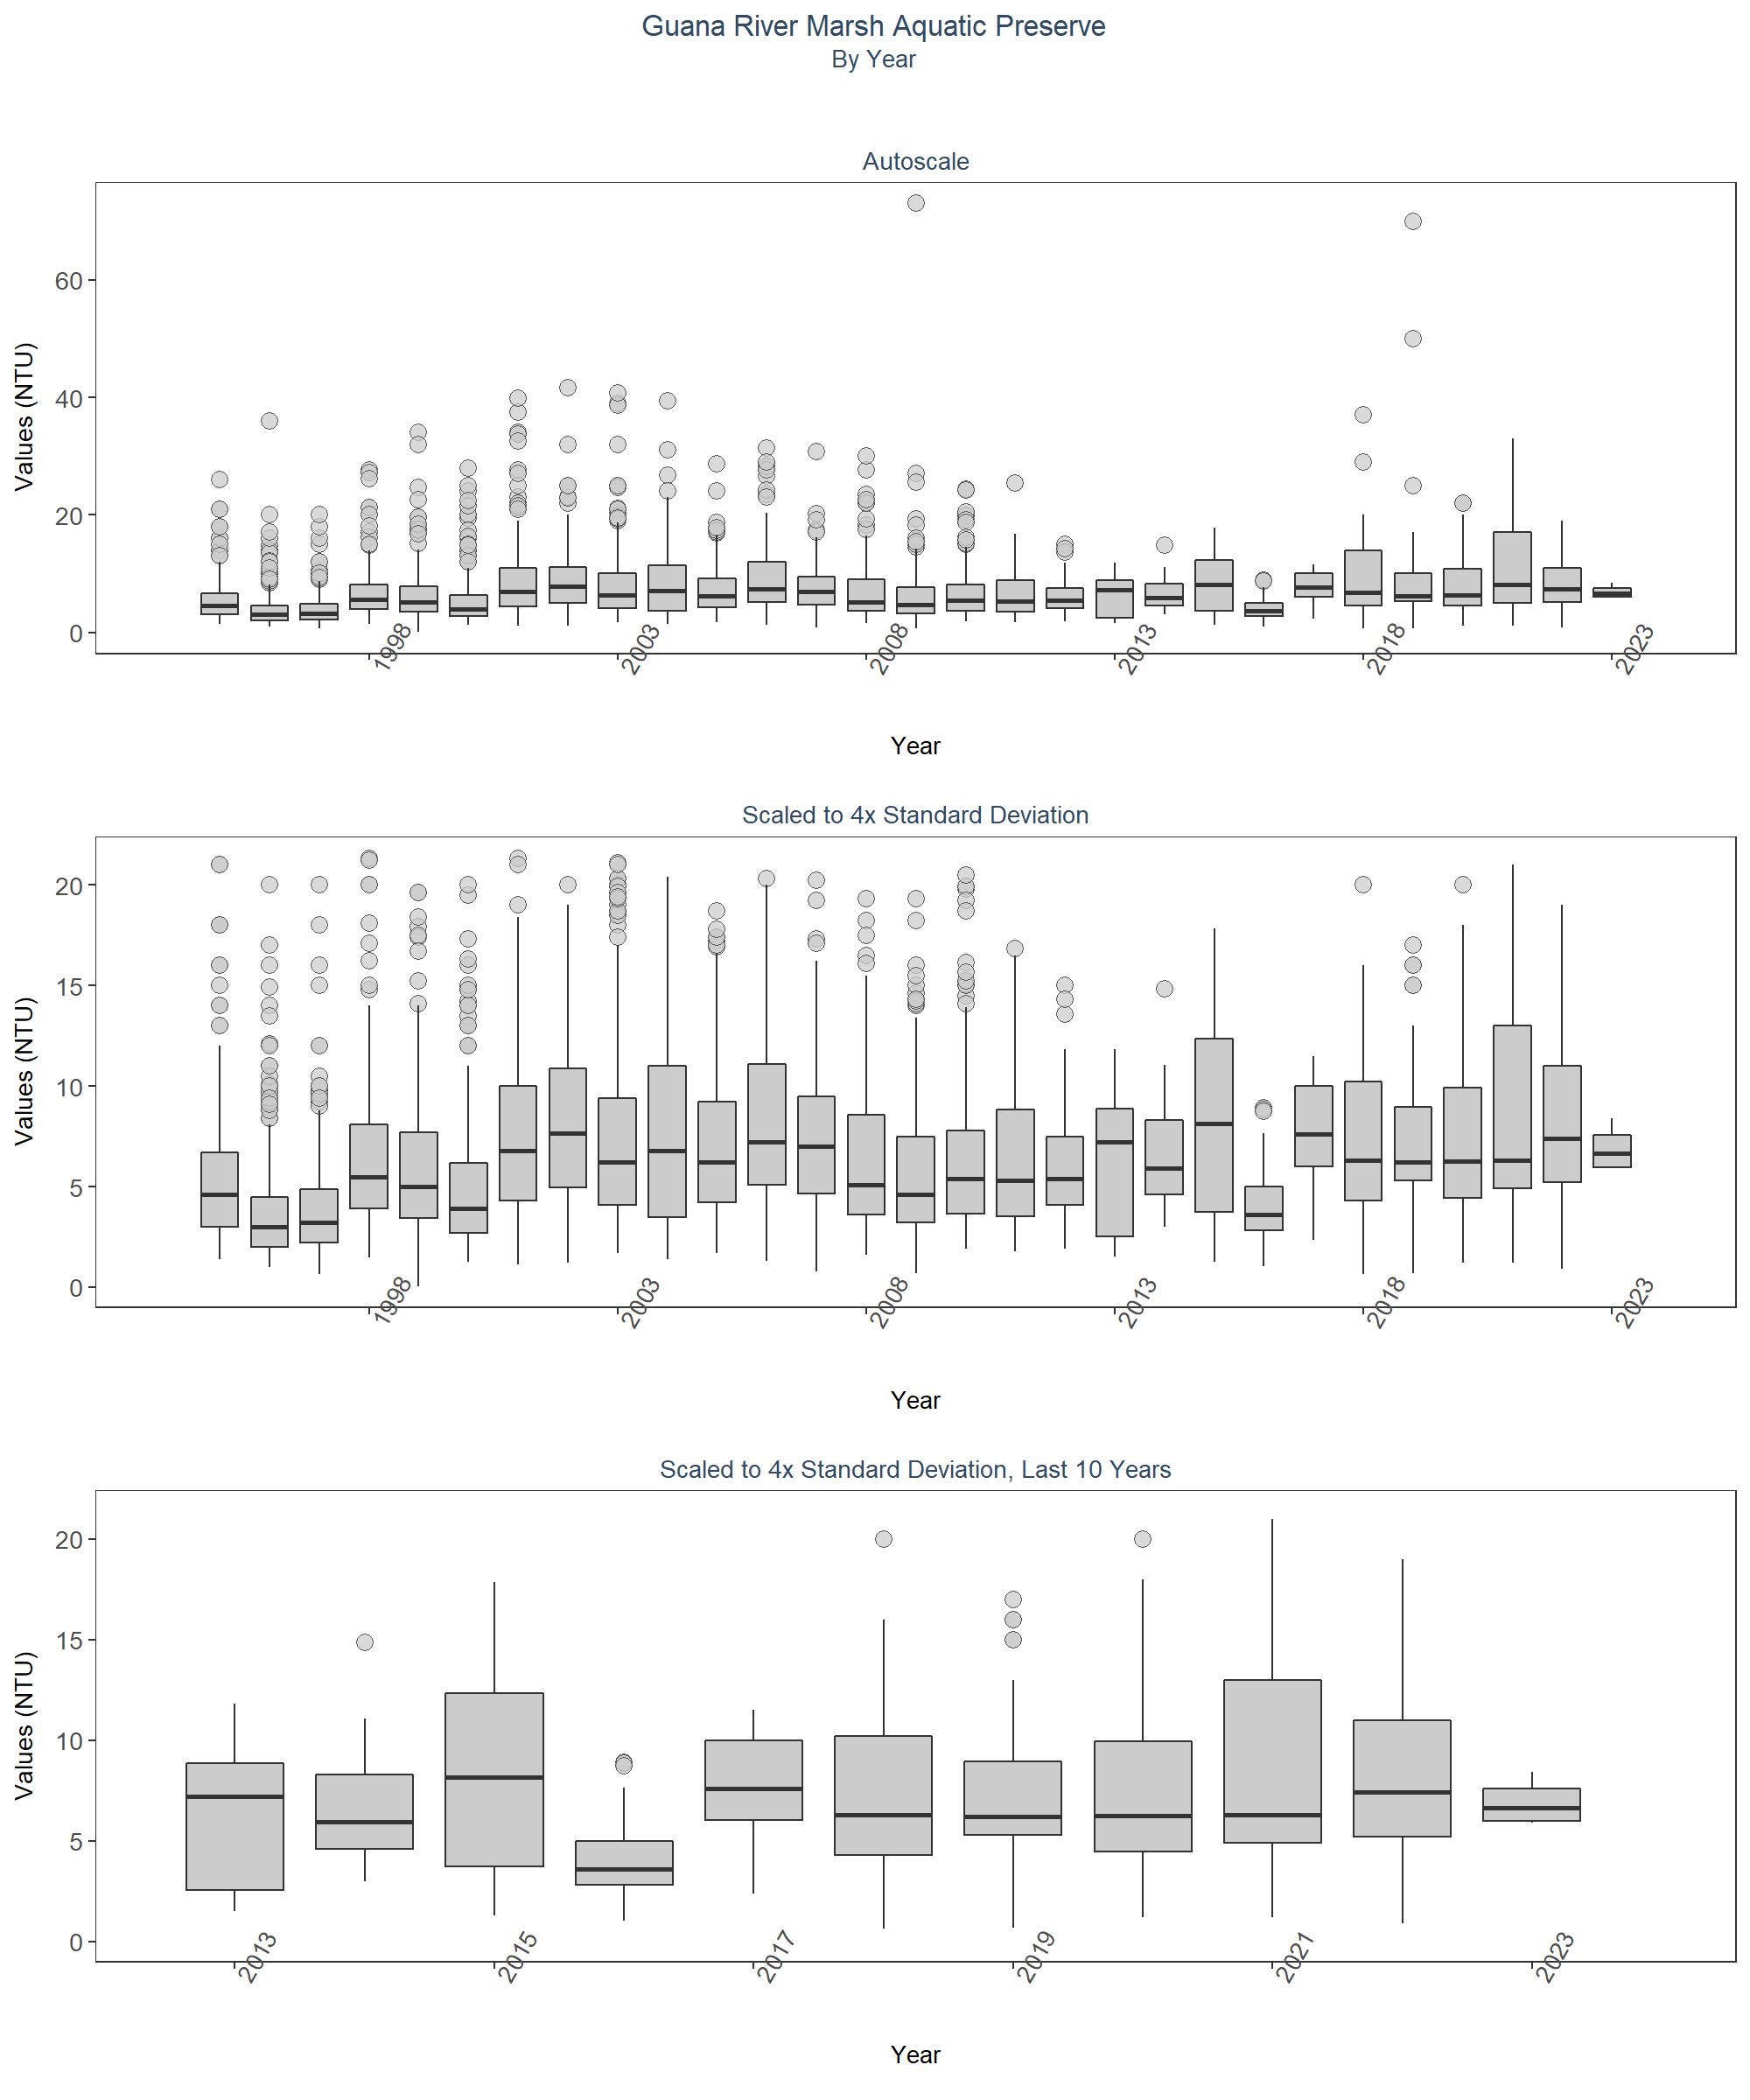 Guana River Marsh Aquatic Preserve
By Year
Autoscale
Values (NTU)
60
40
20
0
1998 2003 2008 2013 2018 2023
Year
Scaled to 4x Standard Deviation
Values (NTU)
20
15
10
5
0
1998 2003 2008 2013 2018 2023
Year
Scaled to 4x Standard Deviation, Last 10 Years
Values (NTU)
20
15
10
5
0
2013 2015 2017 2019 2021 2023
Year